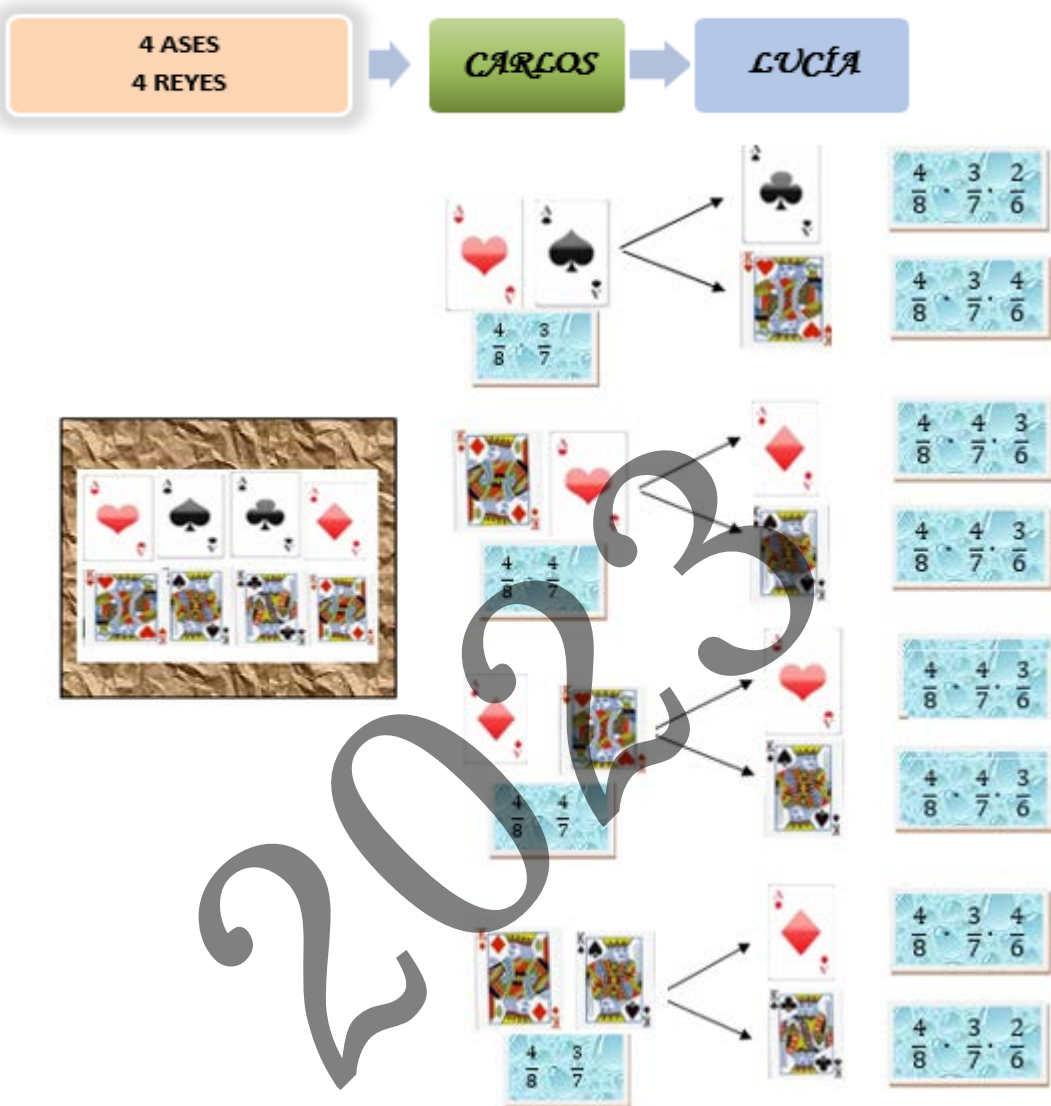 4 ASES
4 REYES
CARLOS
LUCÍA
4/8 · 3/7 · 2/6
4/8 · 3/7 · 4/6
4/8 · 3/7
4/8 · 4/7 · 3/6
4/8 · 4/7 · 3/6
4/8 · 4/7
4/8 · 4/7 · 3/6
4/8 · 4/7 · 3/6
4/8 4/7
4/8 · 3/7 · 4/6
4/8 · 3/7 · 2/6
4/8 3/7
2023